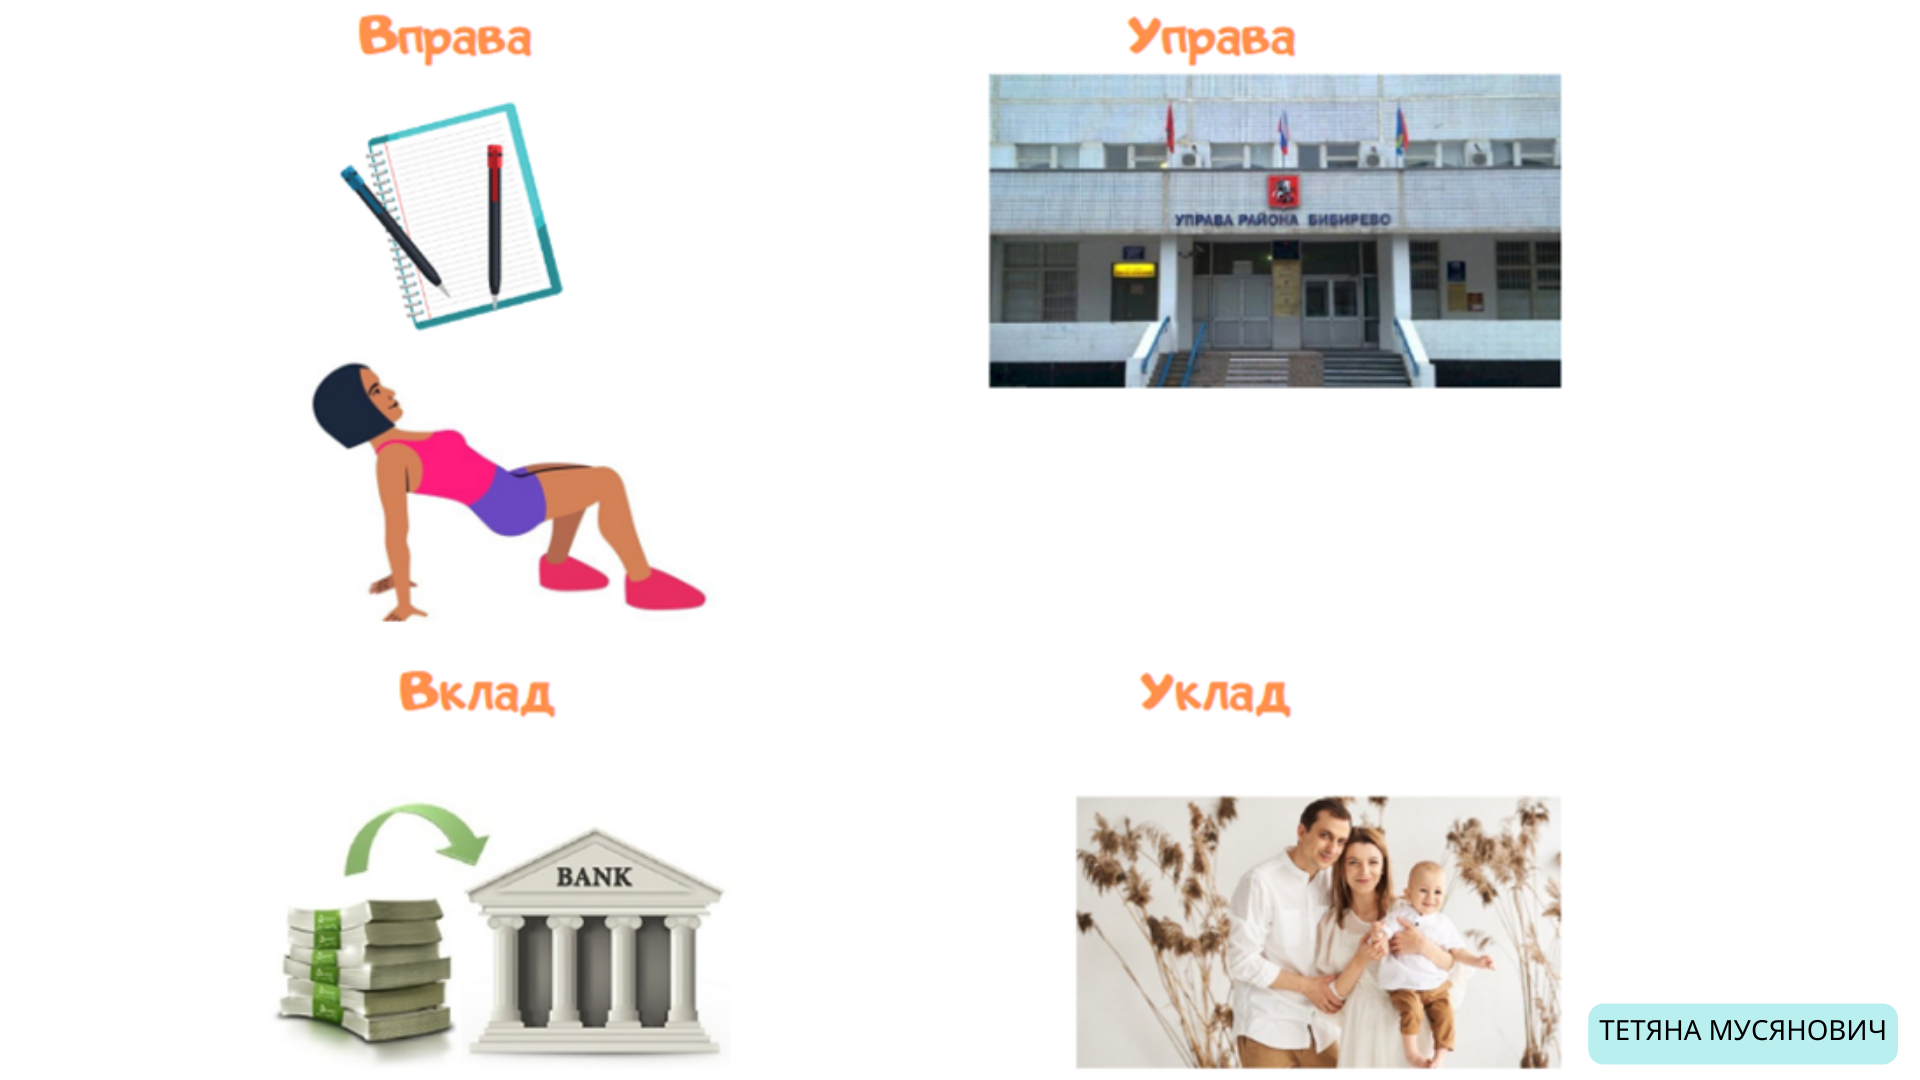 Вправа
Управа
УПРАВА РАЙОНА БИБИРЕВО
Вклад
Уклад
BANK
ТЕТЯНА МУСЯНОВИЧ